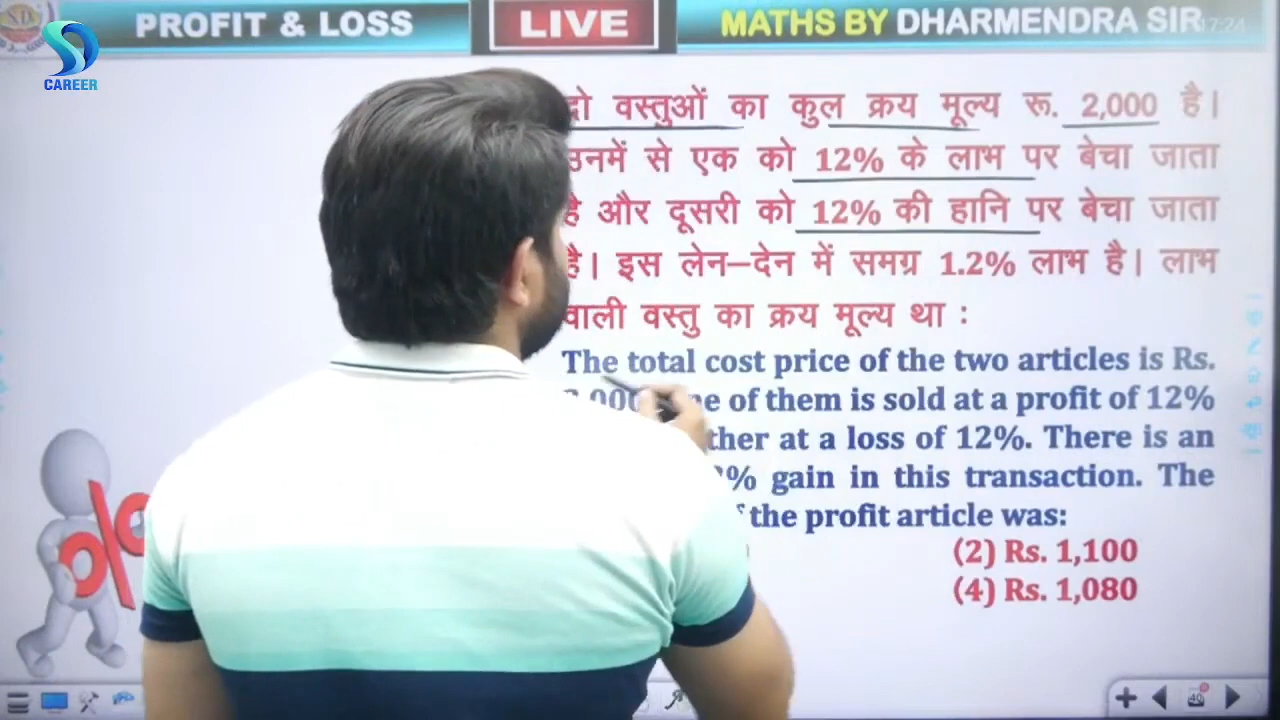 PROFIT & LOSS
LIVE
MATHS BY DHARMENDRA SIR
17:24
CAREER
दो वस्तुओं का कुल क्रय मूल्य रू. 2,000 है।
उनमें से एक को 12% के लाभ पर बेचा जाता
है और दूसरी को 12% की हानि पर बेचा जाता
है। इस लेन–देन में समग्र 1.2% लाभ है। लाभ
वाली वस्तु का क्रय मूल्य था :
The total cost price of the two articles is Rs.
of them is sold at a profit of 12%
at a loss of 12%. There is an
gain in this transaction. The
the profit article was:
(2) Rs. 1,100
(4) Rs. 1,080